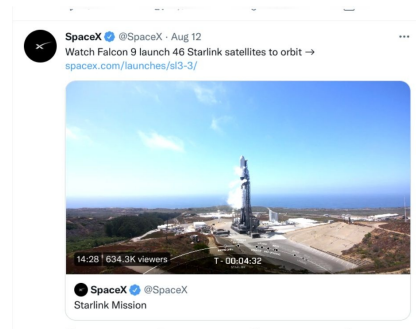 SpaceX @SpaceX · Aug 12
Watch Falcon 9 launch 46 Starlink satellites to orbit →
spacex.com/launches/sl3-3/
14:28 634.3K viewers
T - 00:04:32
SpaceX @SpaceX
Starlink Mission